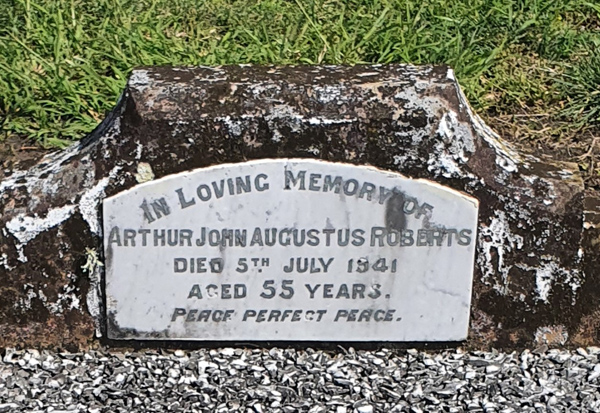 IN LOVING MEMORY OF
ARTHUR JOHN AUGUSTUS ROBERTS
DIED 5TH JULY 1941
AGED 55 YEARS.
PEACE PERFECT PEACE.